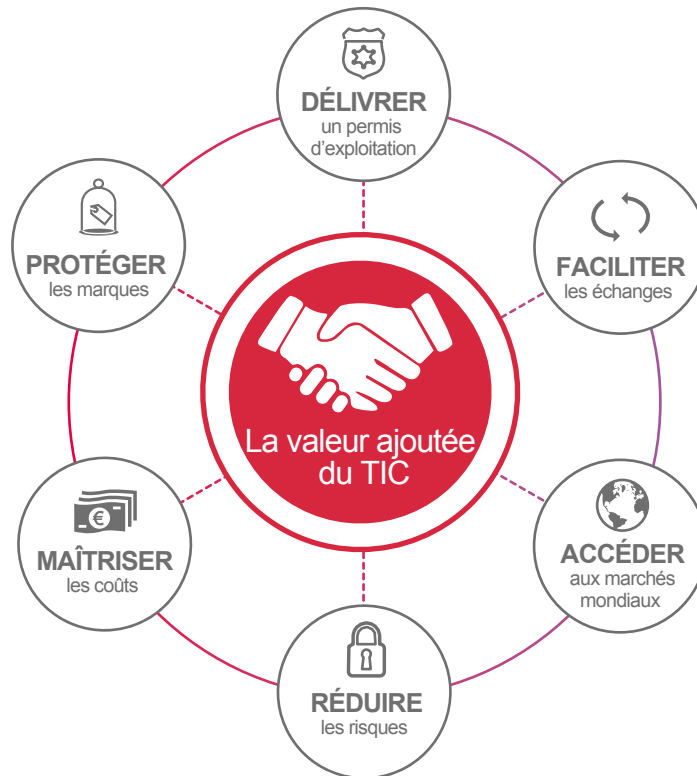 DÉLIVRER
un permis
d’exploitation
FACILITER
les échanges
ACCÉDER
aux marchés
mondiaux
RÉDUIRE
les risques
MAÎTRISER
les coûts
PROTÉGER
les marques
La valeur ajoutée
du TIC
€